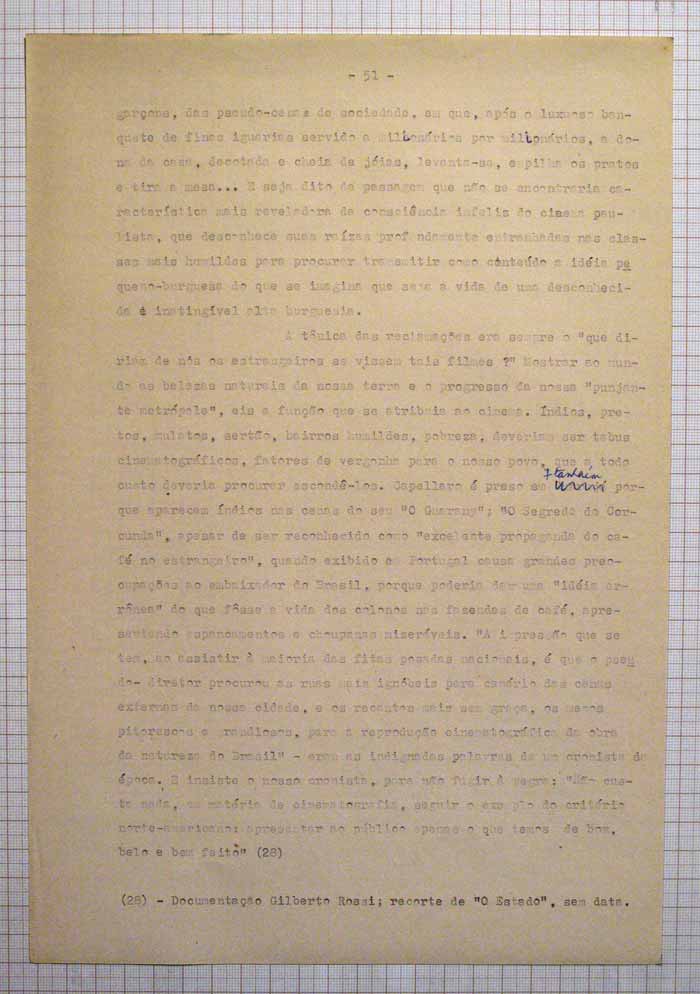 - 51 -
garçons, das pseudo-cenas de sociedade, em que, após o luxuoso ban-
quete de finas iguarias servido a milionários por milionários, a do-
na da casa, decotada e cheia de jóias, levanta-se, empilha os pratos
e tira a mesa... E seja dito de passagem que não se encontraria ca-
racterística mais reveladora da consciência infeliz do cinema pau-
lista, que desconhece suas raízes profundamente entranhadas nas clas-
ses mais humildes para procurar transmitir como conteúdo a idéia pe
queno-burguesa do que se imagina que seja a vida de uma desconheci-
da e inatingível alta burguesia.
A tônica das reclamações era sempre o "que di-
riam de nós os estrangeiros se vissem tais filmes ?" Mostrar ao mun-
do as belezas naturais da nossa terra e o progresso da nossa "punjan-
te metrópole", eis a função que se atribuia ao cinema. Índios, pre-
tos, mulatos, sertão, bairros humildes, pobreza, deveriam ser tabus
cinematográficos, fatores de vergonha para o nosso povo, que a todo
custo deveria procurar escondê-los. Capellaro é preso em por-
que aparecem índios nas cenas do seu "O Guarany"; "O Segredo do Cor-
cunda", apesar de ser reconhecido como "excelente propaganda do ca-
fé no estrangeiro", quando exibido em Portugal causa grandes preo-
cupações ao embaixador do Brasil, porque poderia dar uma "idéia er-
rônea" do que fôsse a vida dos colonos nas fazendas de café, apre-
sentando espancamentos e choupanas miseráveis. "A impressão que se
tem, ao assistir à maioria das fitas posadas nacionais, é que o pseu
do- diretor procurou as ruas mais ignóbeis para cenário das cenas
externas da nossa cidade, e os recantos mais sem graça, os menos
pitorescos e grandiosos, para a reprodução cinematográfica da obra
da natureza do Brasil" - eram as indignadas palavras de um cronista da
época. E insiste o nosso cronista, para não fugir à regra: "Não cus-
ta nada, em matéria de cinematografia, seguir o exemplo do critério
norte-americano: apresentar ao público apenas o que temos de bom,
belo e bem feito" (28)
(28) - Documentação Gilberto Rossi; recorte de "O Estado", sem data.